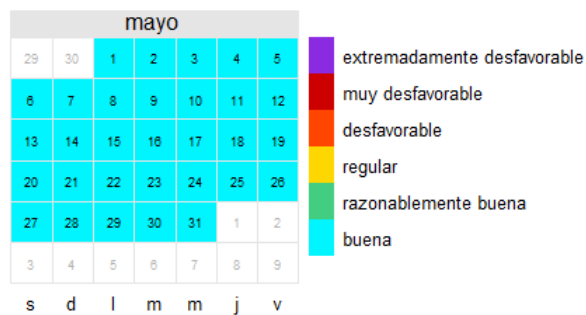 mayo
29 30 1 2 3 4 5
6 7 8 9 10 11 12
13 14 15 16 17 18 19
20 21 22 23 24 25 26
27 28 29 30 31 1 2
3 4 5 6 7 8 9
s d l m m j v
extremadamente desfavorable
muy desfavorable
desfavorable
regular
razonablemente buena
buena